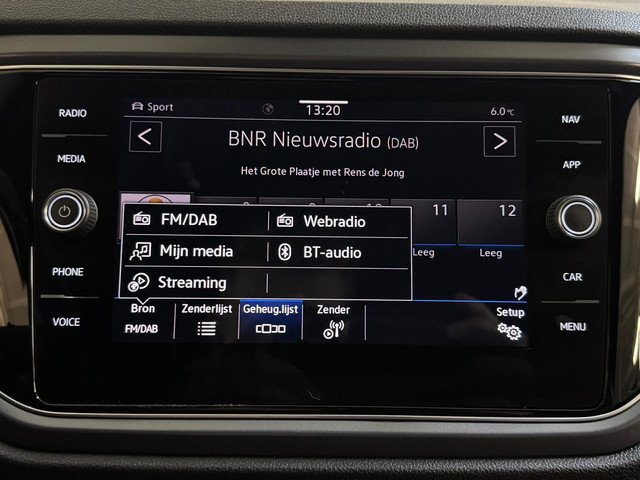 RADIO
MEDIA
PHONE
VOICE
Sport
13:20
6.0°C
BNR Nieuwsradio (DAB)
Het Grote Plaatje met Rens de Jong
11
12
Leeg
Leeg
FM/DAB
Webradio
Mijn media
BT-audio
Streaming
Bron
FM/DAB
Zenderlijst
Geheug.lijst
Zender
Setup
NAV
APP
CAR
MENU